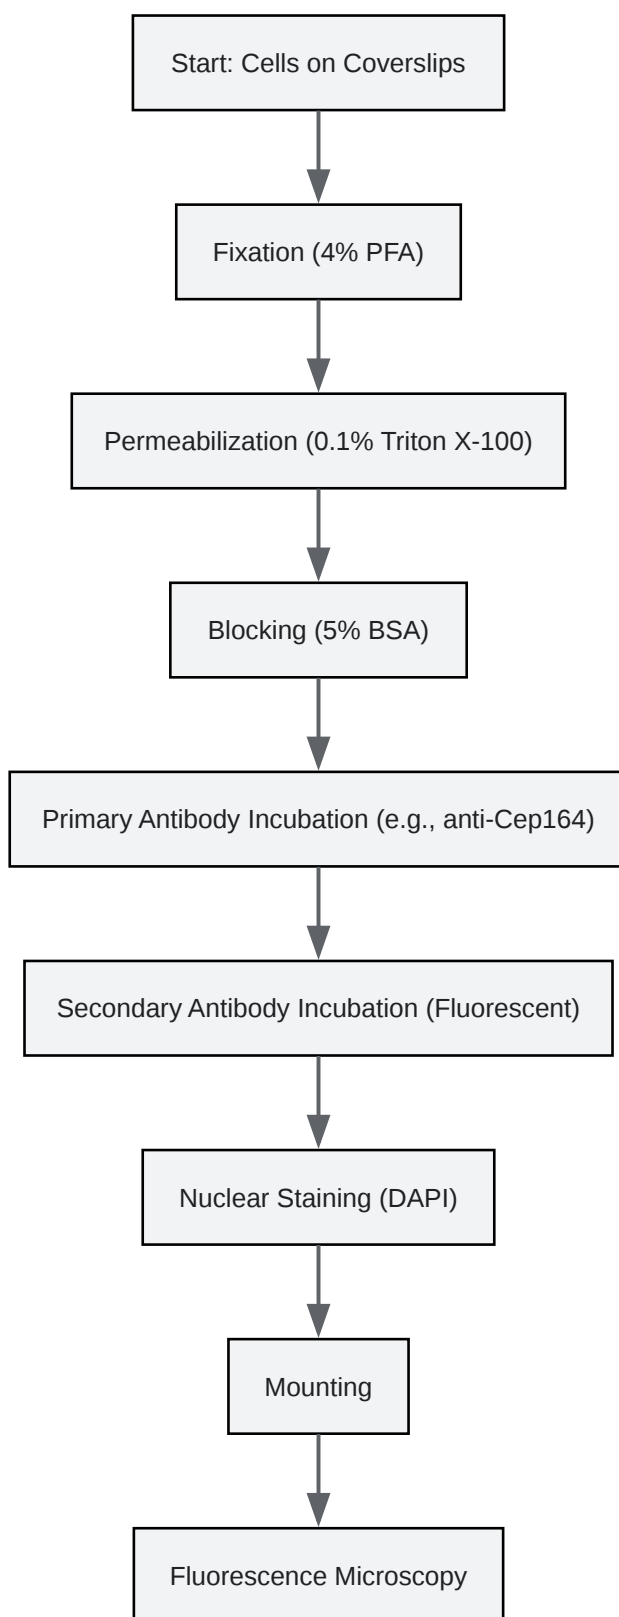 Start: Cells on Coverslips
Fixation (4% PFA)
Permeabilization (0.1% Triton X-100)
Blocking (5% BSA)
Primary Antibody Incubation (e.g., anti-Cep164)
Secondary Antibody Incubation (Fluorescent)
Nuclear Staining (DAPI)
Mounting
Fluorescence Microscopy